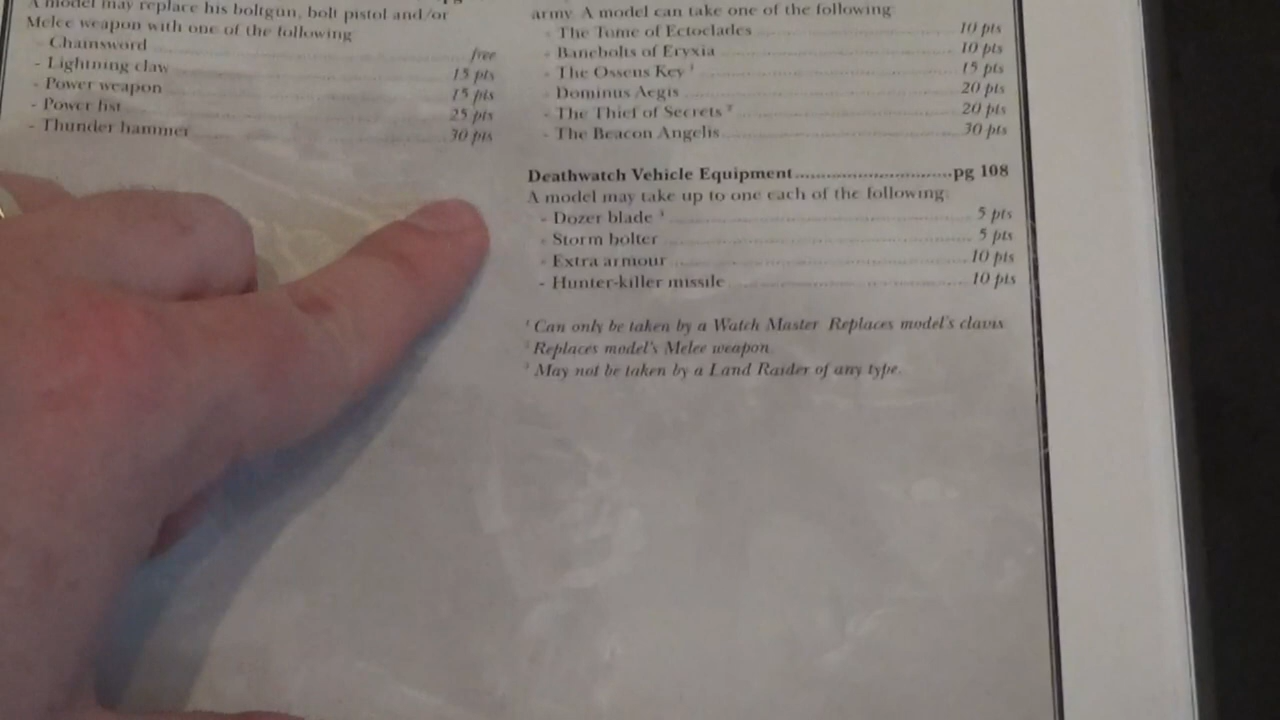 A model may replace his boltgun, bolt pistol and/or
Melee weapon with one of the following
- Chainsword free
- Lightning claw 15 pts
- Power weapon 15 pts
- Power fist 25 pts
- Thunder hammer 30 pts
army. A model can take one of the following
- The Tome of Ectoclades 10 pts
- Banebolts of Eryxia 10 pts
- The Ossens Key ¹ 15 pts
- Dominus Aegis 20 pts
- The Thief of Secrets ² 20 pts
- The Beacon Angelis 30 pts
Deathwatch Vehicle Equipment..............................pg 108
A model may take up to one each of the following:
- Dozer blade ³ 5 pts
- Storm bolter 5 pts
- Extra armour 10 pts
- Hunter-killer missile 10 pts
¹ Can only be taken by a Watch Master Replaces model's clavis
² Replaces model's Melee weapon.
³ May not be taken by a Land Raider of any type.